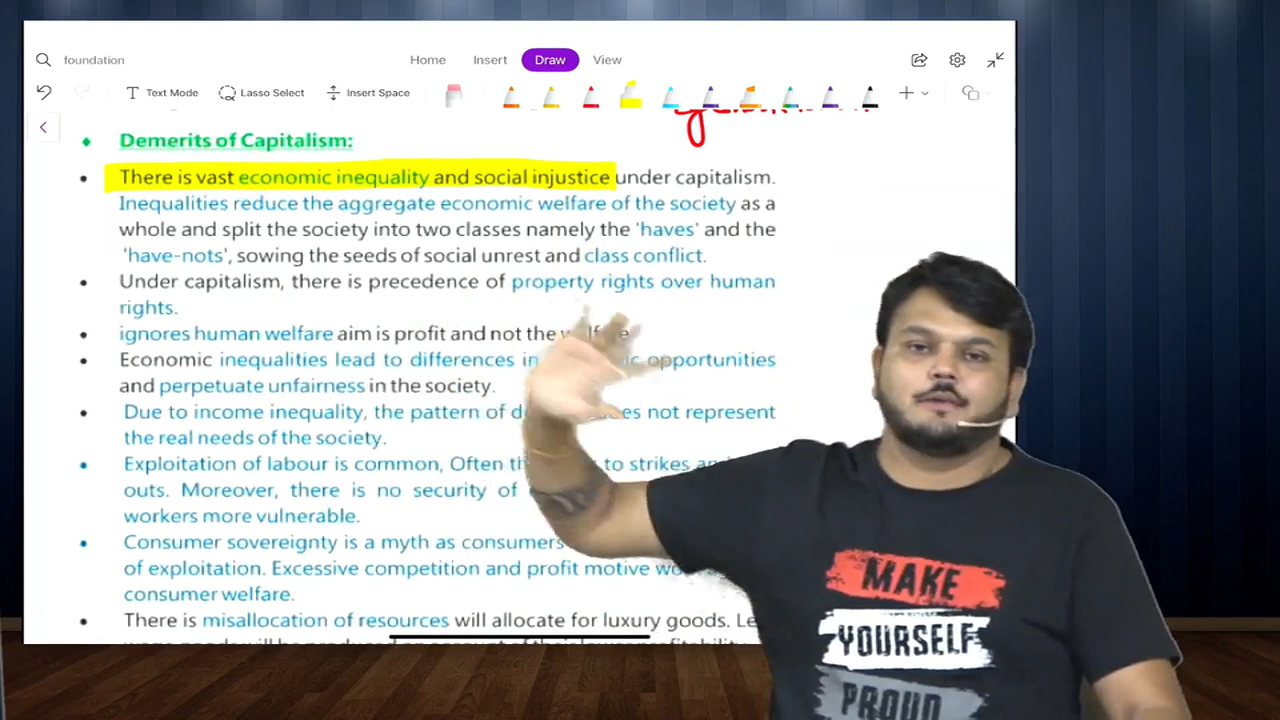 foundation
Home Insert Draw View
Text Mode Lasso Select Insert Space
Demerits of Capitalism:
There is vast economic inequality and social injustice under capitalism.
Inequalities reduce the aggregate economic welfare of the society as a
whole and split the society into two classes namely the 'haves' and the
'have-nots', sowing the seeds of social unrest and class conflict.
Under capitalism, there is precedence of property rights over human
rights.
ignores human welfare aim is profit and not the
Economic inequalities lead to differences in opportunities
and perpetuate unfairness in the society.
Due to income inequality, the pattern of not represent
the real needs of the society.
Exploitation of labour is common, Often to strikes
outs. Moreover, there is no security of
workers more vulnerable.
Consumer sovereignty is a myth as consumers
of exploitation. Excessive competition and profit motive
consumer welfare.
There is misallocation of resources will allocate for luxury goods.
MAKE
YOURSELF
PROUD